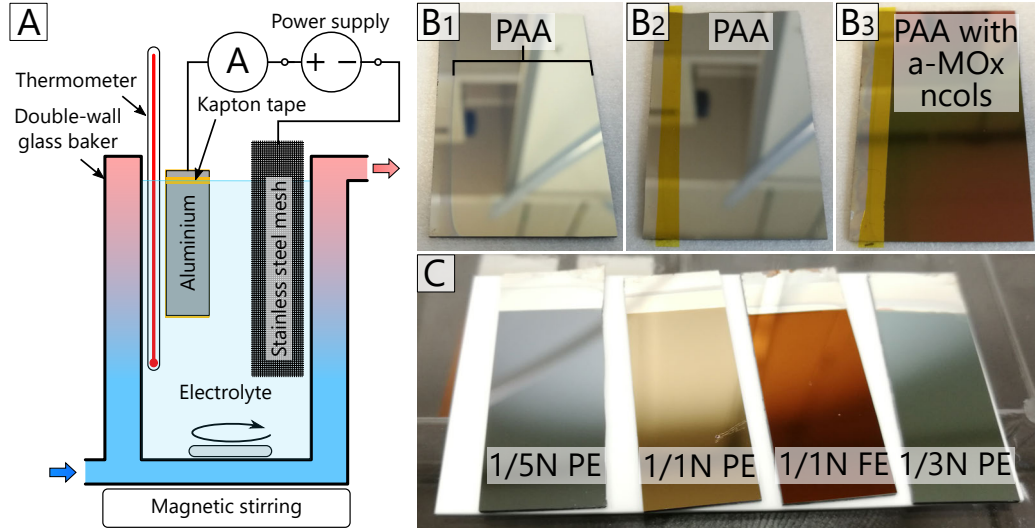 A
Power supply
A
+ −
Thermometer
Kapton tape
Double-wall
glass baker
Aluminium
Stainless steel mesh
Electrolyte
Magnetic stirring
B1
PAA
B2
PAA
B3
PAA with
a-MOx
ncols
C
1/5N PE
1/1N PE
1/1N FE
1/3N PE